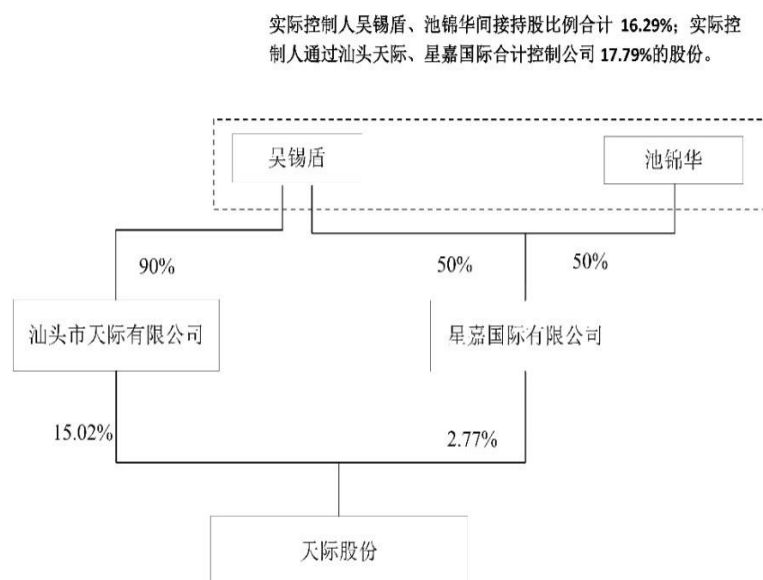 实际控制人吴锡盾、池锦华间接持股比例合计 16.29%；实际控
制人通过汕头天际、星嘉国际合计控制公司 17.79%的股份。
吴锡盾
池锦华
90%
50%
50%
汕头市天际有限公司
星嘉国际有限公司
15.02%
2.77%
天际股份